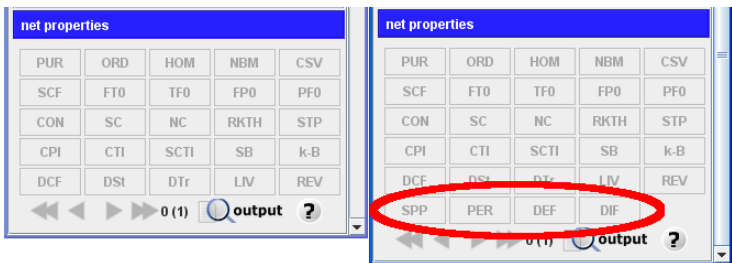 net properties
PUR ORD HOM NBM CSV
SCF FT0 TF0 FP0 PF0
CON SC NC RKTH STP
CPI CTI SCTI SB k-B
DCF DSt DTr LIV REV
0 (1) output ?
net properties
PUR ORD HOM NBM CSV
SCF FT0 TF0 FP0 PF0
CON SC NC RKTH STP
CPI CTI SCTI SB k-B
DCF DSt DTr LIV REV
SPP PER DEF DIF
0 (1) output ?